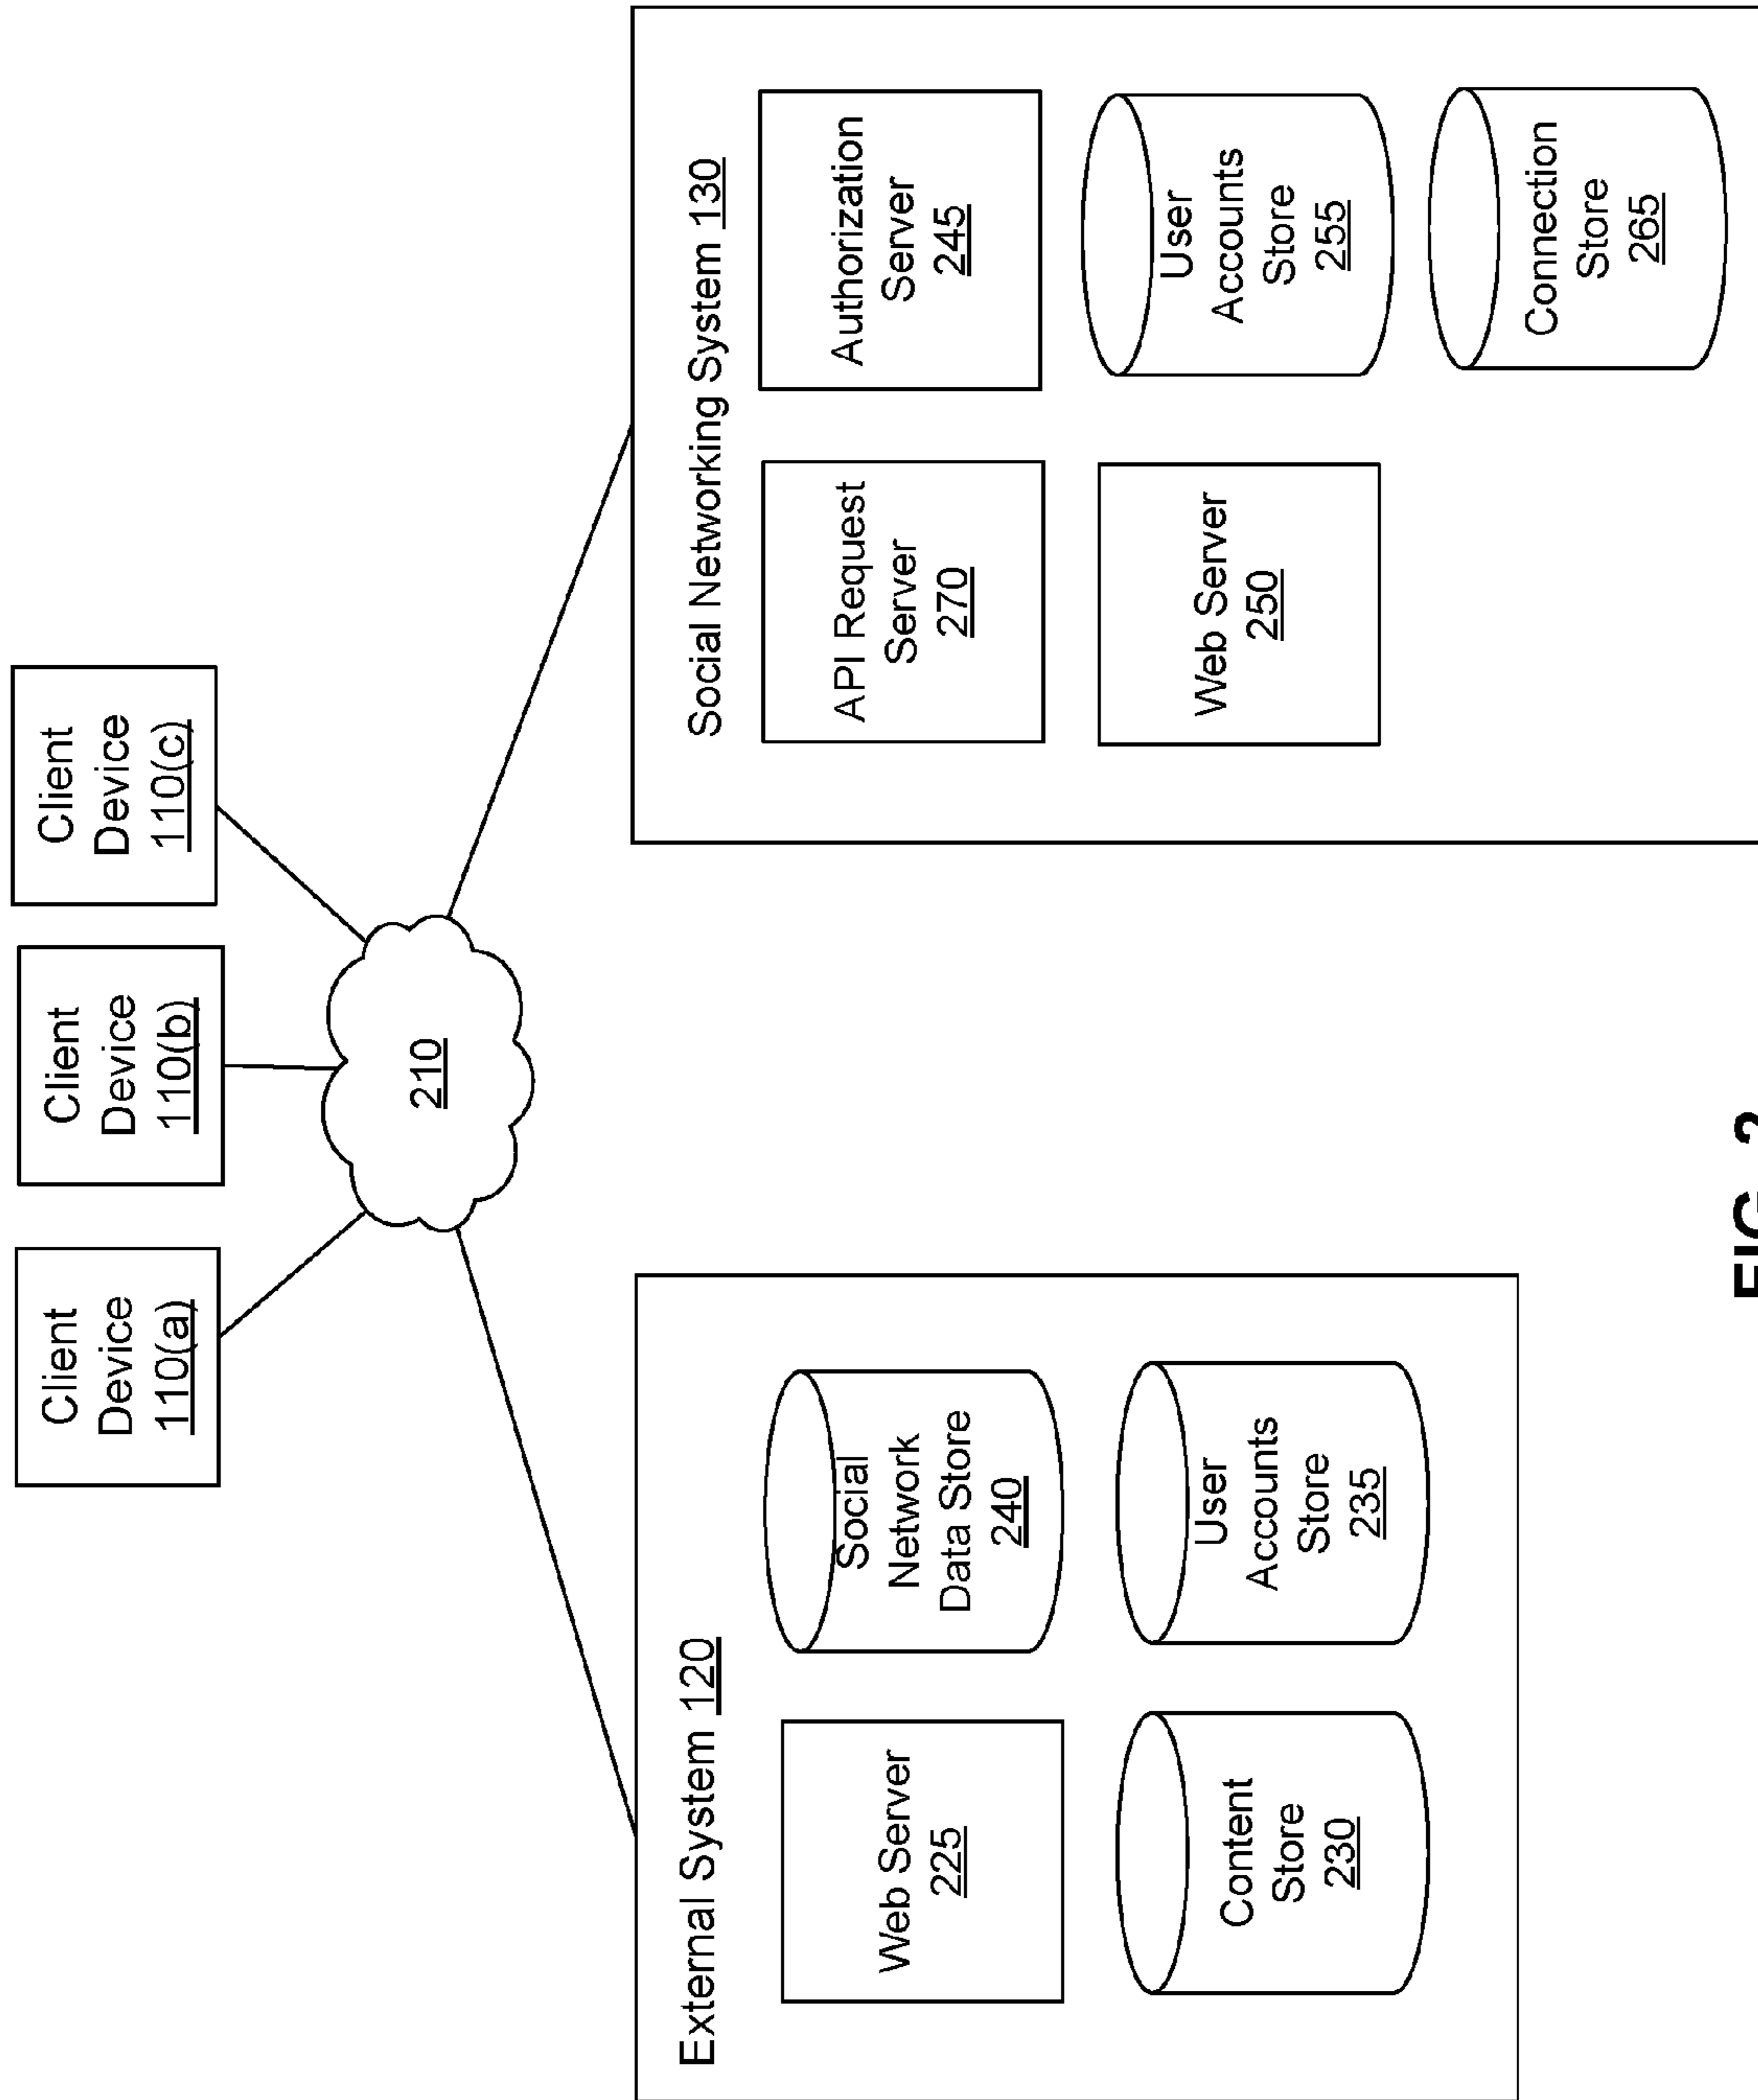 Client
Device
110(a)
Client
Device
110(b)
Client
Device
110(c)
210
External System 120
Web Server
225
Social
Network
Data Store
240
Content
Store
230
User
Accounts
Store
235
Social Networking System 130
API Request
Server
270
Authorization
Server
245
Web Server
250
User
Accounts
Store
255
Connection
Store
265
FIG. 2